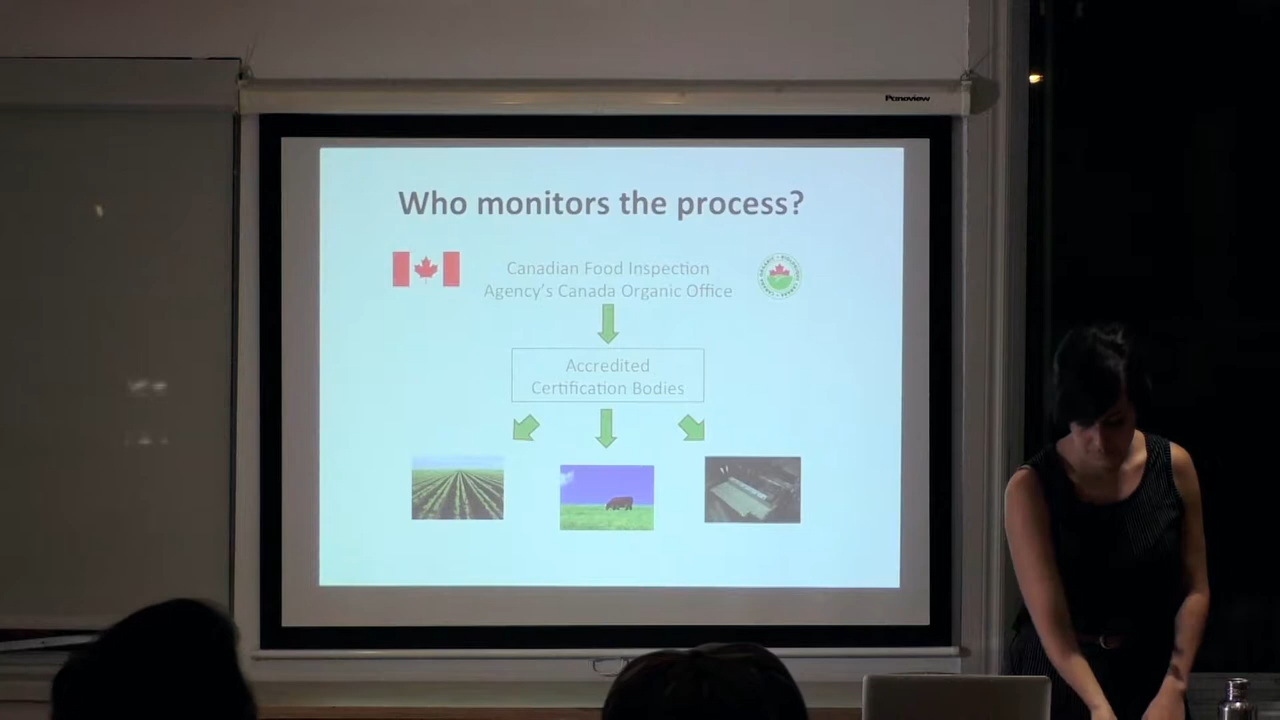 Panoview
Who monitors the process?
Canadian Food Inspection
Agency's Canada Organic Office
Accredited
Certification Bodies